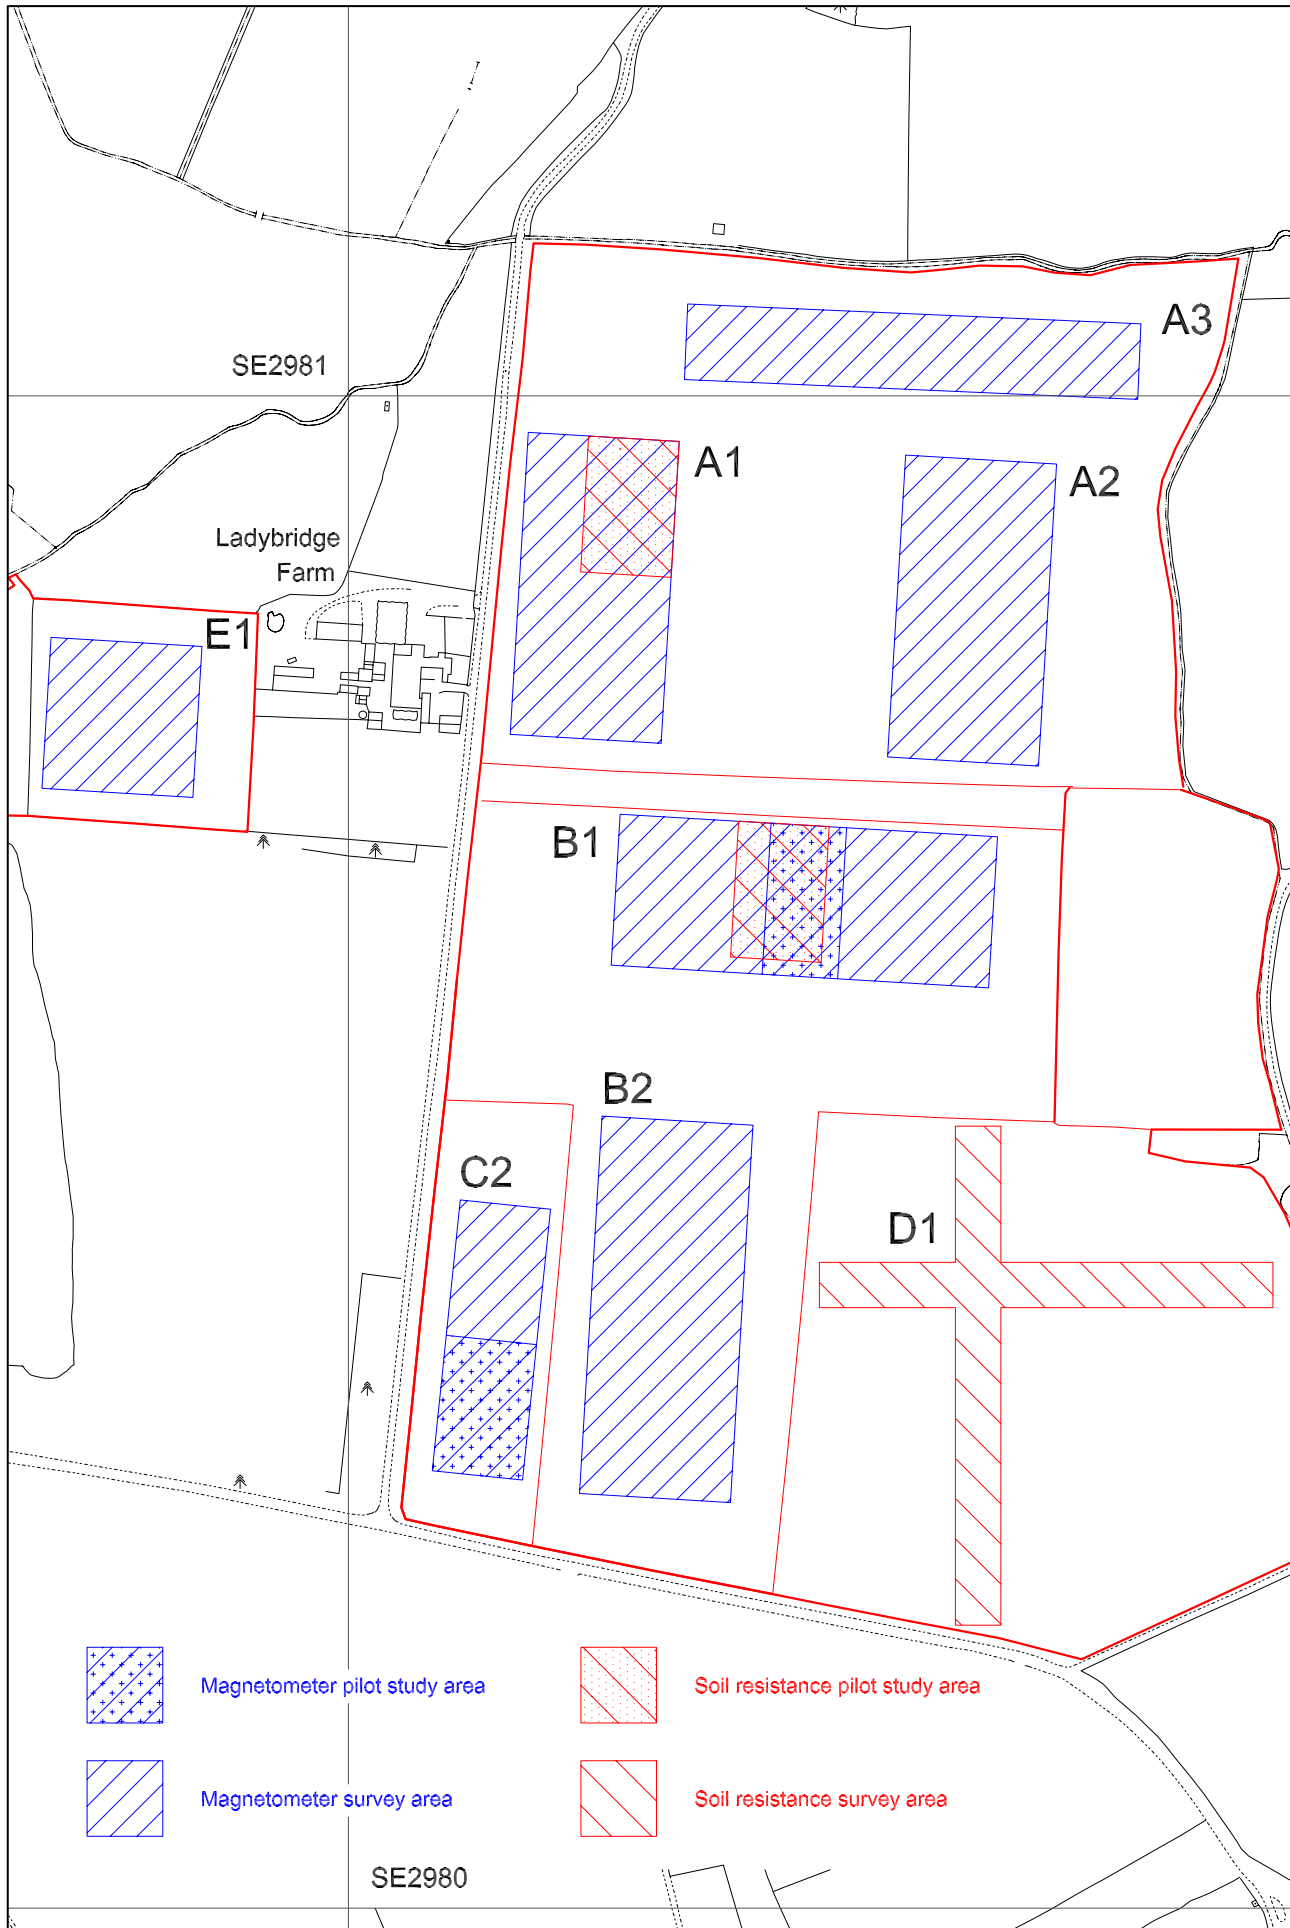 A3
SE2981
A1
A2
Ladybridge
Farm
E1
B1
B2
C2
D1
Magnetometer pilot study area
Soil resistance pilot study area
Magnetometer survey area
Soil resistance survey area
SE2980